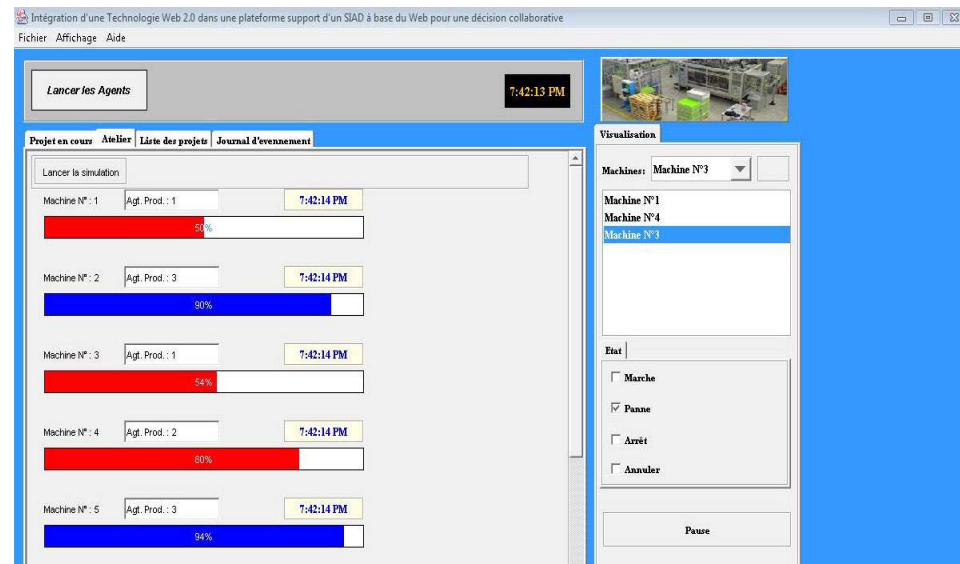 Intégration d'une Technologie Web 2.0 dans une plateforme support d'un SIAD à base du Web pour une décision collaborative
Fichier Affichage Aide
Lancer les Agents
7:42:13 PM
Projet en cours Atelier Liste des projets Journal d'evennement
Lancer la simulation
Machine N° : 1 Agt. Prod. : 1 7:42:14 PM
50%
Machine N° : 2 Agt. Prod. : 3 7:42:14 PM
90%
Machine N° : 3 Agt. Prod. : 1 7:42:14 PM
54%
Machine N° : 4 Agt. Prod. : 2 7:42:14 PM
80%
Machine N° : 5 Agt. Prod. : 3 7:42:14 PM
94%
Visualisation
Machines: Machine N°3
Machine N°1
Machine N°4
Machine N°3
Etat
Marche
Panne
Arrêt
Annuler
Pause